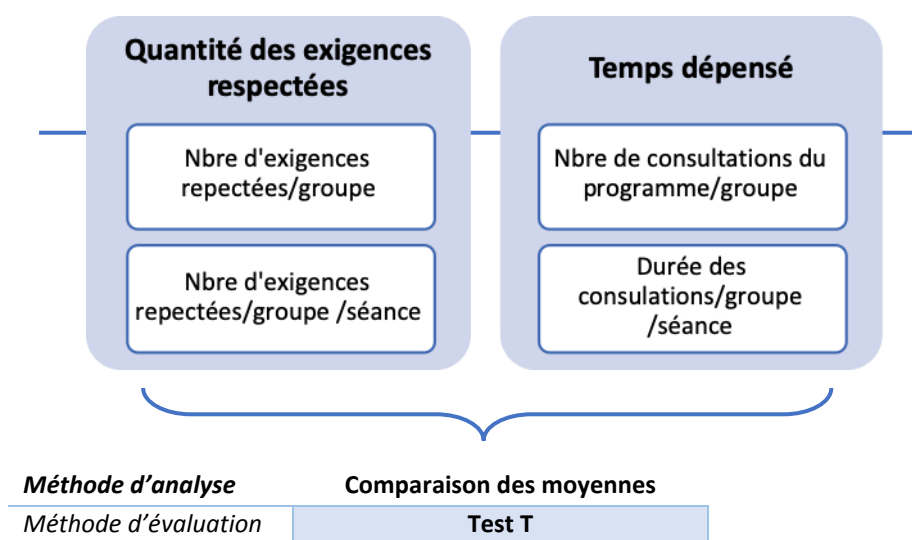 Quantité des exigences
respectées
Nbre d'exigences
repectées/groupe
Nbre d'exigences
repectées/groupe /séance
Temps dépensé
Nbre de consultations du
programme/groupe
Durée des
consulations/groupe
/séance
Méthode d'analyse Comparaison des moyennes
Méthode d'évaluation Test T